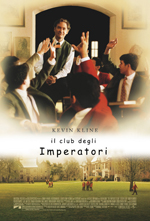 KEVIN KLINE
il club degli
Imperatori